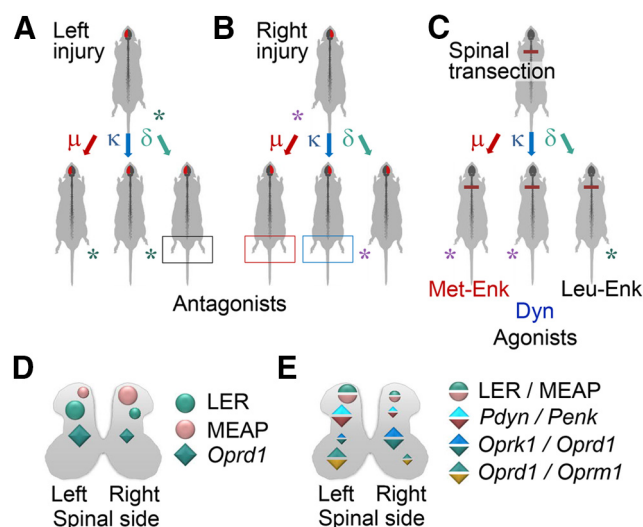 A
Left
injury
*
μ
κ
δ
*
*
B
Right
injury
*
μ
κ
δ
*
Antagonists
C
Spinal
transection
μ
κ
δ
*
*
*
Met-Enk
Dyn
Leu-Enk
Agonists
D
LER
MEAP
Oprd1
Left
Right
Spinal side
E
LER / MEAP
Pdyn / Penk
Oprk1 / Oprd1
Oprd1 / Oprm1
Left
Right
Spinal side